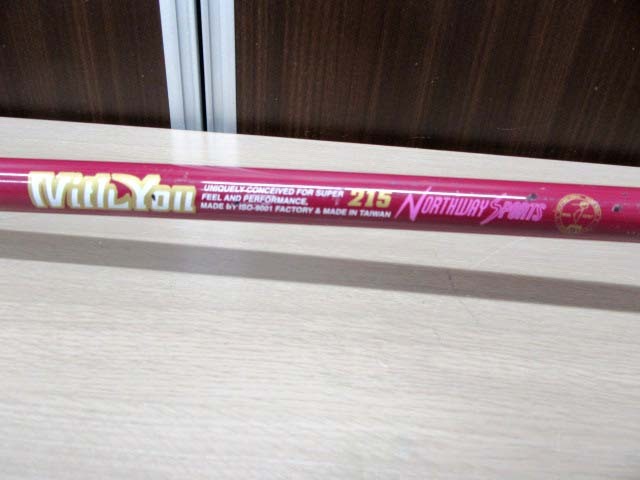 With You
UNIQUELY-CONCEIVED FOR SUPER
FEEL AND PERFORMANCE.
MADE BY ISO-9001 FACTORY & MADE IN TAIWAN
215
NORTHWAY SPORTS